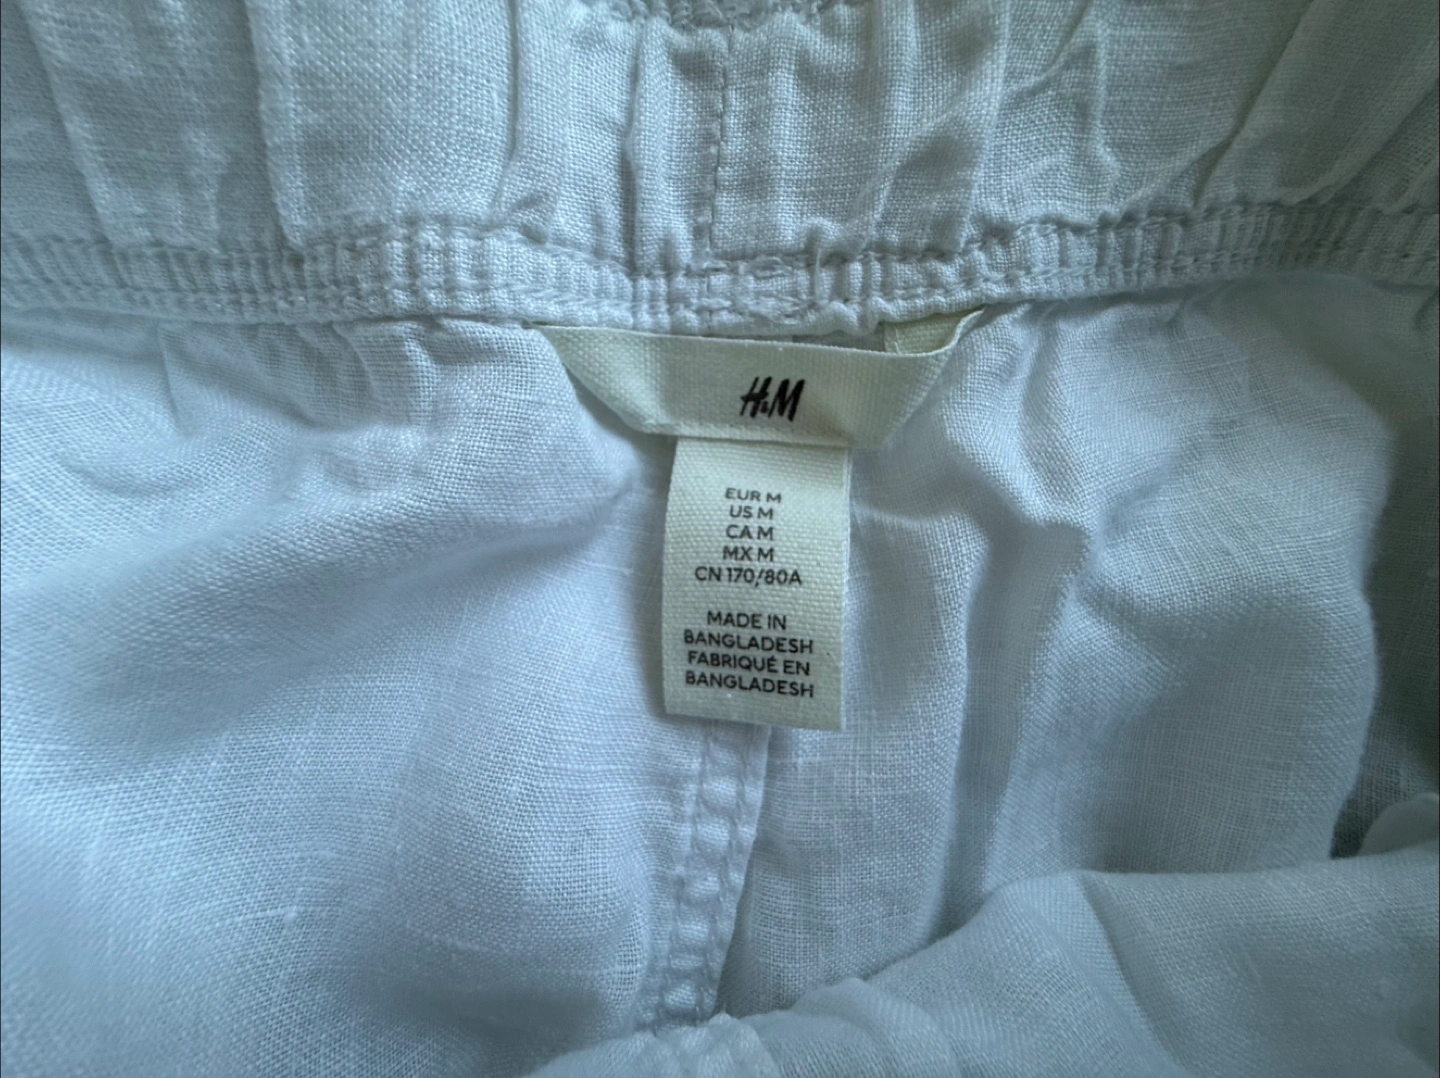 H&M
EUR M
US M
CA M
MX M
CN 170/80A
MADE IN
BANGLADESH
FABRIQUÉ EN
BANGLADESH